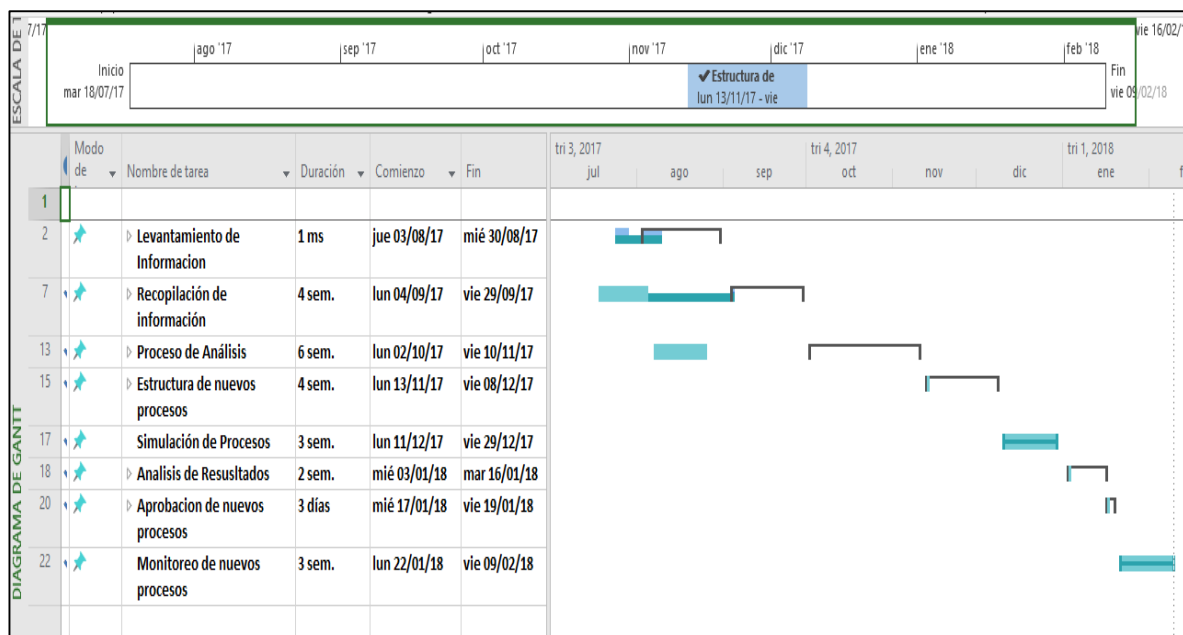 7/17
vie 16/02/1
ESCALA DE T
ago '17
sep '17
oct '17
nov '17
dic '17
ene '18
feb '18
Inicio
mar 18/07/17
✔ Estructura de
lun 13/11/17 - vie
Fin
vie 09/02/18
DIAGRAMA DE GANTT
Modo
de
Nombre de tarea
Duración
Comienzo
Fin
tri 3, 2017
tri 4, 2017
tri 1, 2018
jul
ago
sep
oct
nov
dic
ene
f
1
2
Levantamiento de
Informacion
1 ms
jue 03/08/17
mié 30/08/17
7
Recopilación de
información
4 sem.
lun 04/09/17
vie 29/09/17
13
Proceso de Análisis
6 sem.
lun 02/10/17
vie 10/11/17
15
Estructura de nuevos
procesos
4 sem.
lun 13/11/17
vie 08/12/17
17
Simulación de Procesos
3 sem.
lun 11/12/17
vie 29/12/17
18
Analisis de Resusltados
2 sem.
mié 03/01/18
mar 16/01/18
20
Aprobacion de nuevos
procesos
3 días
mié 17/01/18
vie 19/01/18
22
Monitoreo de nuevos
procesos
3 sem.
lun 22/01/18
vie 09/02/18